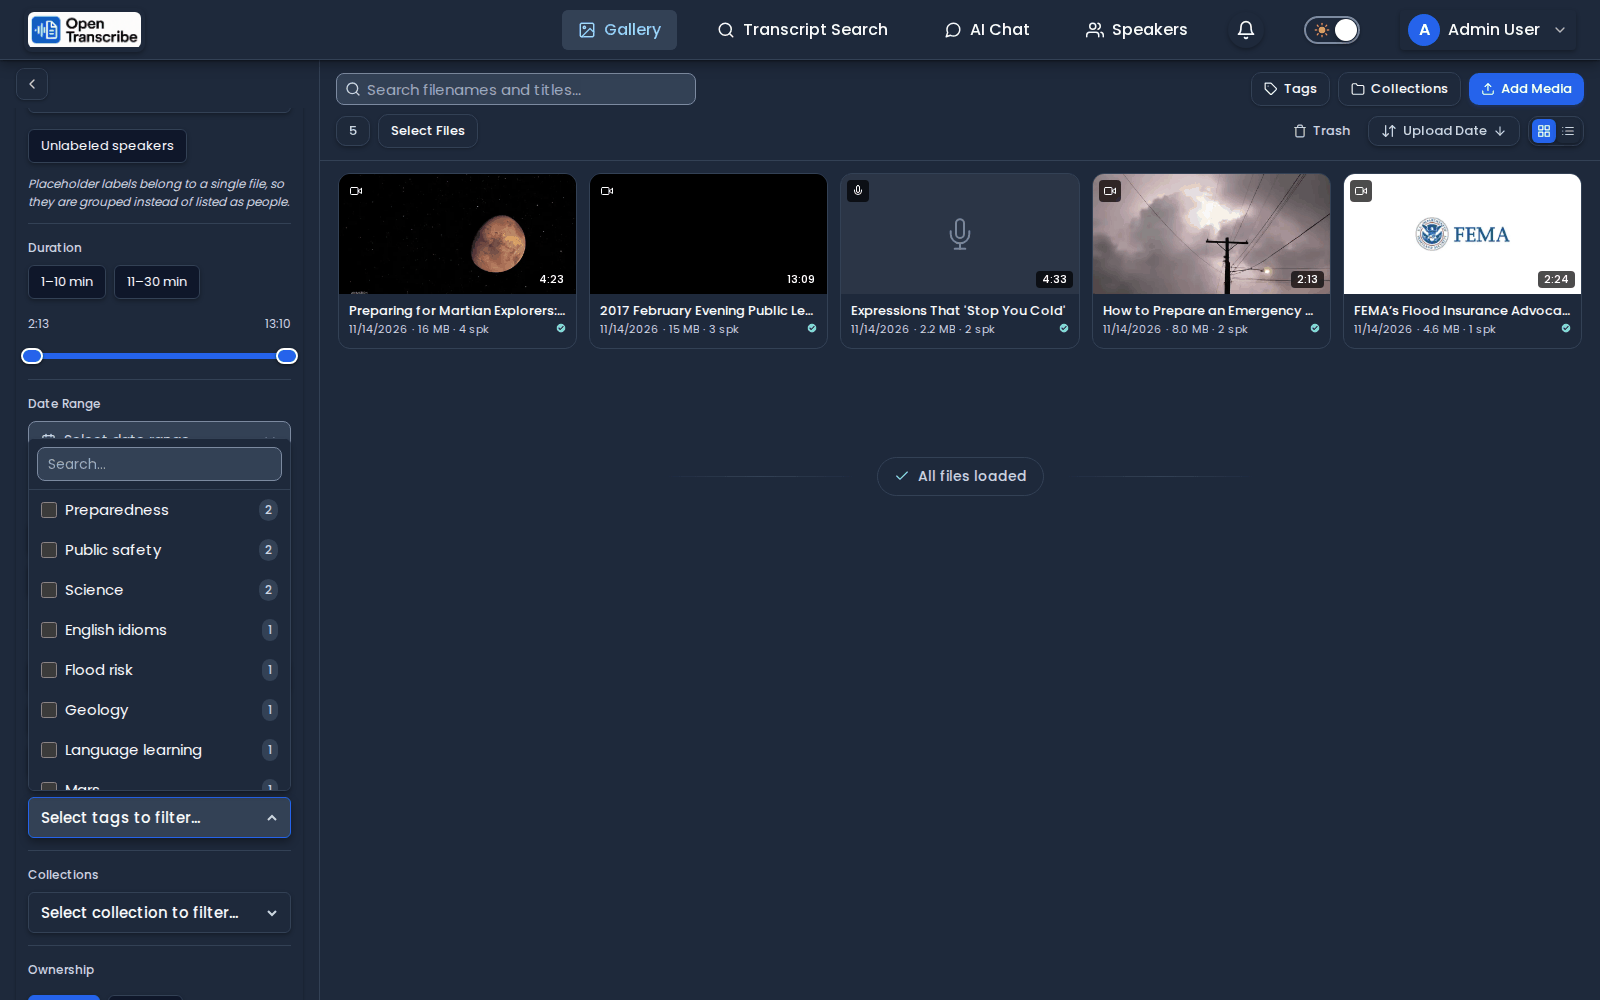 Open
Transcribe
Gallery
Transcript Search
AI Chat
Speakers
A
Admin User
Search filenames and titles...
Tags
Collections
Add Media
5
Select Files
Trash
Upload Date
Unlabeled speakers
Placeholder labels belong to a single file, so
they are grouped instead of listed as people.
Duration
1–10 min
11–30 min
2:13
13:10
Date Range
Select date range
Search...
Preparedness 2
Public safety 2
Science 2
English idioms 1
Flood risk 1
Geology 1
Language learning 1
Mars 1
Select tags to filter...
Collections
Select collection to filter...
Ownership
4:23
Preparing for Martian Explorers:...
11/14/2026 · 16 MB · 4 spk
13:09
2017 February Evening Public Le...
11/14/2026 · 15 MB · 3 spk
4:33
Expressions That 'Stop You Cold'
11/14/2026 · 2.2 MB · 2 spk
2:13
How to Prepare an Emergency ...
11/14/2026 · 8.0 MB · 2 spk
FEMA
2:24
FEMA's Flood Insurance Advoca...
11/14/2026 · 4.6 MB · 1 spk
All files loaded